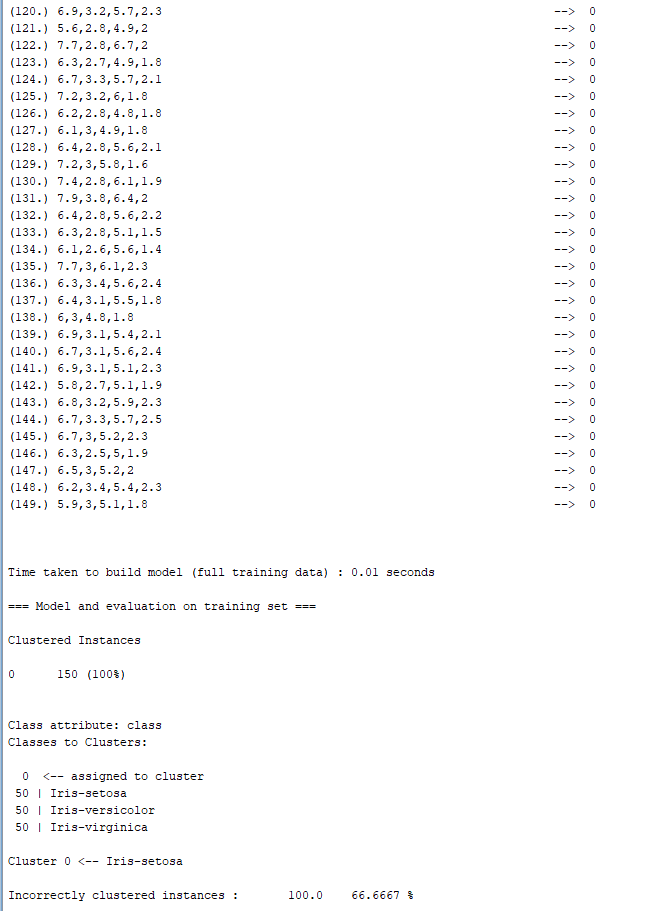 (120.) 6.9,3.2,5.7,2.3 --> 0
(121.) 5.6,2.8,4.9,2 --> 0
(122.) 7.7,2.8,6.7,2 --> 0
(123.) 6.3,2.7,4.9,1.8 --> 0
(124.) 6.7,3.3,5.7,2.1 --> 0
(125.) 7.2,3.2,6,1.8 --> 0
(126.) 6.2,2.8,4.8,1.8 --> 0
(127.) 6.1,3,4.9,1.8 --> 0
(128.) 6.4,2.8,5.6,2.1 --> 0
(129.) 7.2,3,5.8,1.6 --> 0
(130.) 7.4,2.8,6.1,1.9 --> 0
(131.) 7.9,3.8,6.4,2 --> 0
(132.) 6.4,2.8,5.6,2.2 --> 0
(133.) 6.3,2.8,5.1,1.5 --> 0
(134.) 6.1,2.6,5.6,1.4 --> 0
(135.) 7.7,3,6.1,2.3 --> 0
(136.) 6.3,3.4,5.6,2.4 --> 0
(137.) 6.4,3.1,5.5,1.8 --> 0
(138.) 6,3,4.8,1.8 --> 0
(139.) 6.9,3.1,5.4,2.1 --> 0
(140.) 6.7,3.1,5.6,2.4 --> 0
(141.) 6.9,3.1,5.1,2.3 --> 0
(142.) 5.8,2.7,5.1,1.9 --> 0
(143.) 6.8,3.2,5.9,2.3 --> 0
(144.) 6.7,3.3,5.7,2.5 --> 0
(145.) 6.7,3,5.2,2.3 --> 0
(146.) 6.3,2.5,5,1.9 --> 0
(147.) 6.5,3,5.2,2 --> 0
(148.) 6.2,3.4,5.4,2.3 --> 0
(149.) 5.9,3,5.1,1.8 --> 0
Time taken to build model (full training data) : 0.01 seconds
=== Model and evaluation on training set ===
Clustered Instances
0 150 (100%)
Class attribute: class
Classes to Clusters:
0 <-- assigned to cluster
50 | Iris-setosa
50 | Iris-versicolor
50 | Iris-virginica
Cluster 0 <-- Iris-setosa
Incorrectly clustered instances : 100.0 66.6667 %